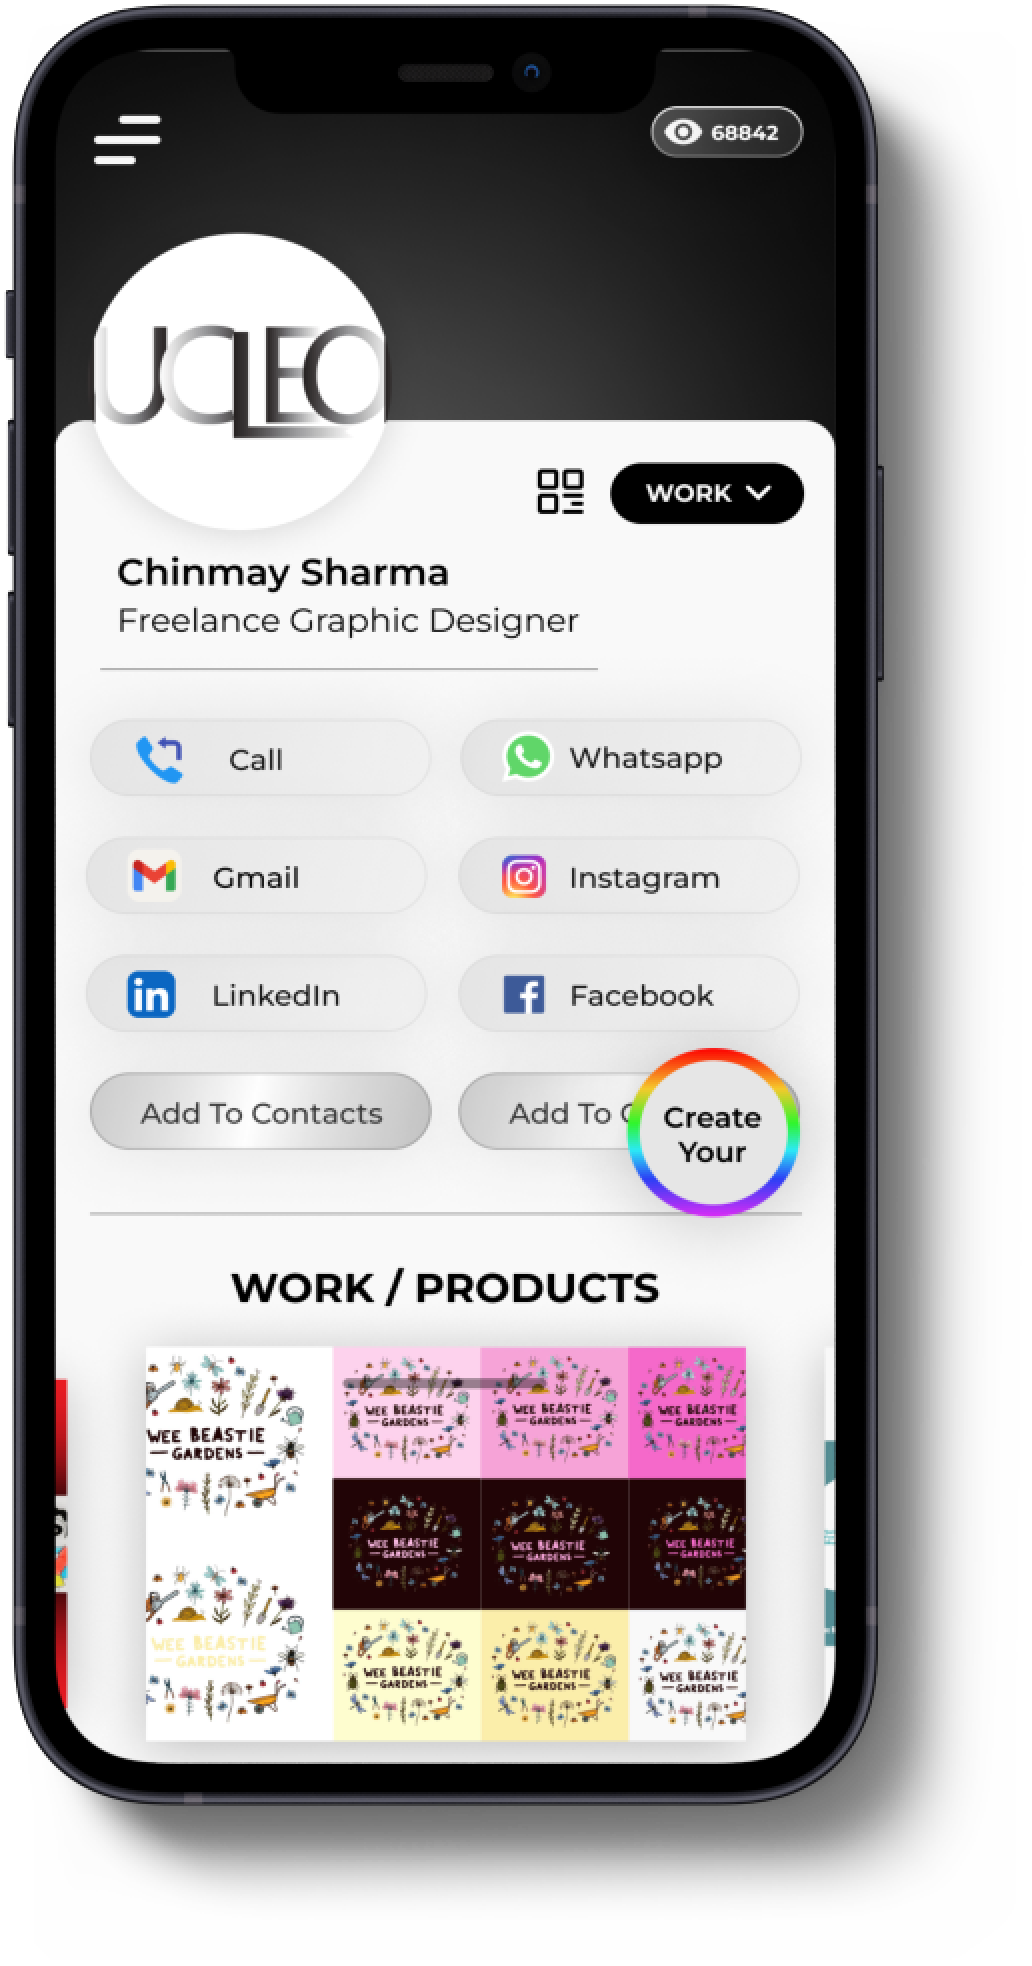 68842
UCLEO
WORK
Chinmay Sharma
Freelance Graphic Designer
Call
Whatsapp
Gmail
Instagram
in
LinkedIn
f
Facebook
Add To Contacts
Add To
Create
Your
WORK / PRODUCTS
WEE BEASTIE
GARDENS
WEE BEASTIE
GARDENS
WEE BEASTIE
GARDENS
WEE BEASTIE
GARDENS
WEE BEASTIE
GARDENS
WEE BEASTIE
GARDENS
WEE BEASTIE
GARDENS
WEE BEASTIE
GARDENS
WEE BEASTIE
GARDENS
WEE BEASTIE
GARDENS
WEE BEASTIE
GARDENS